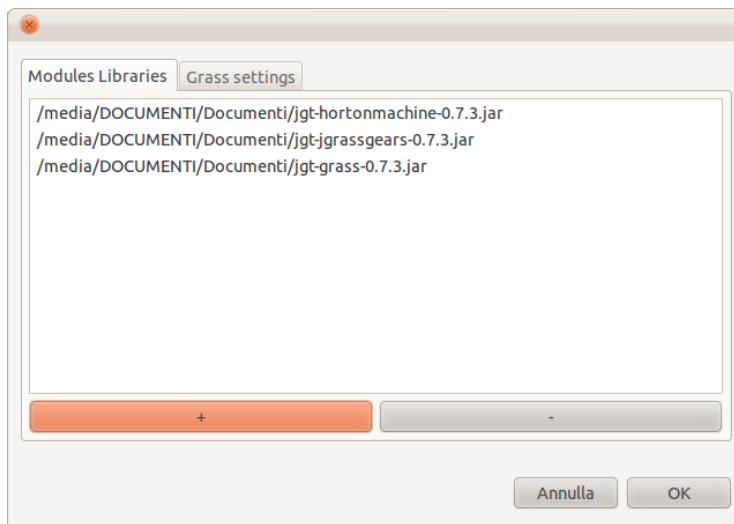 Modules Libraries Grass settings
/media/DOCUMENTI/Documenti/jgt-hortonmachine-0.7.3.jar
/media/DOCUMENTI/Documenti/jgt-jgrassgears-0.7.3.jar
/media/DOCUMENTI/Documenti/jgt-grass-0.7.3.jar
+ -
Annulla OK